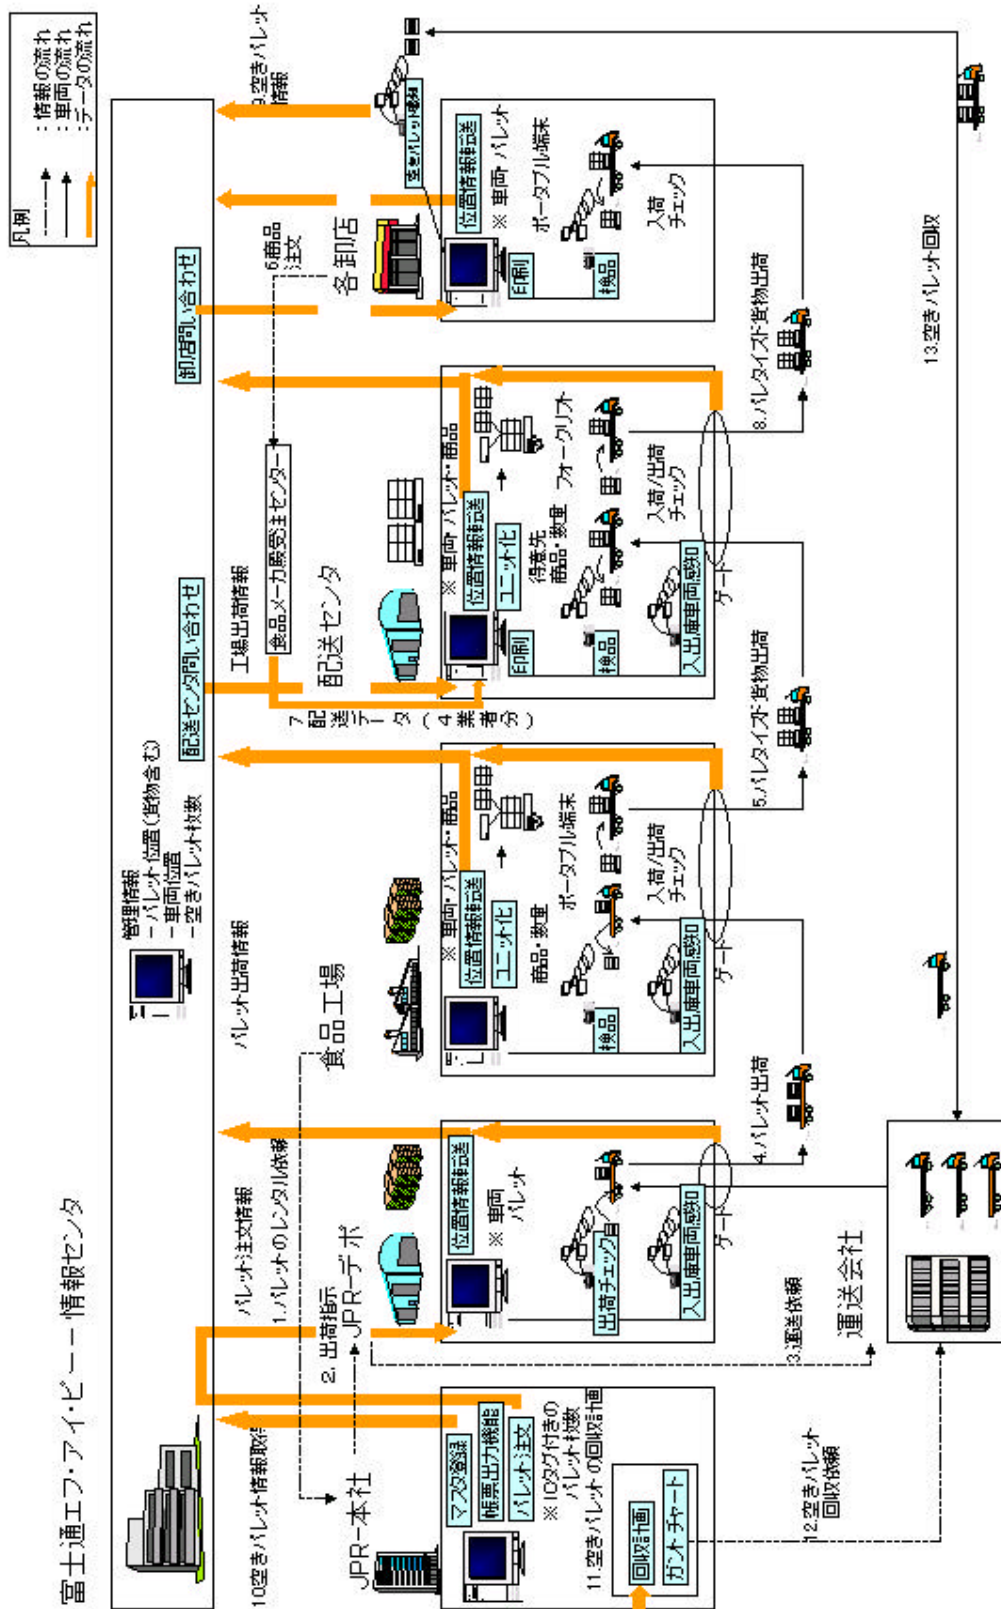 富士通エフ・アイ・ピー 情報センタ
凡例
：情報の流れ
：車両の流れ
：データの流れ
管理情報
－パレット位置(貨物含む)
－車両位置
－空きパレット枚数
配送センタ問い合わせ
卸店問い合わせ
10空きパレット情報取得
パレット注文情報
パレット出荷情報
工場出荷情報
6商品
注文
9.空きパレット
情報
1.パレットのレンタル依頼
食品メーカ殿受注センター
2. 出荷指示
7配送データ(4業者分)
JPR-本社
JPR-デポ
食品工場
配送センタ
各卸店
マスタ登録
帳票出力機能
パレット注文
※IDタグ付きの
パレット枚数
11.空きパレットの回収計画
回収計画
ガントチャート
位置情報転送
※ 車両
パレット
出荷チェック
入出庫車両感知
ゲート
※ 車両・パレット・商品
位置情報転送
ユニット化
商品・数量
ポータブル端末
検品
入出庫車両感知
入荷/出荷
チェック
ゲート
※ 車両・パレット・商品
位置情報転送
ユニット化
印刷
得意先
商品・数量
フォークリフト
検品
入出庫車両感知
入荷/出荷
チェック
ゲート
空きパレット感知
位置情報転送
※ 車両・パレット
印刷
ポータブル端末
検品
入荷
チェック
3.運送依頼
4.パレット出荷
5.パレタイズド貨物出荷
8.パレタイズド貨物出荷
運送会社
12.空きパレット
回収依頼
13.空きパレット回収